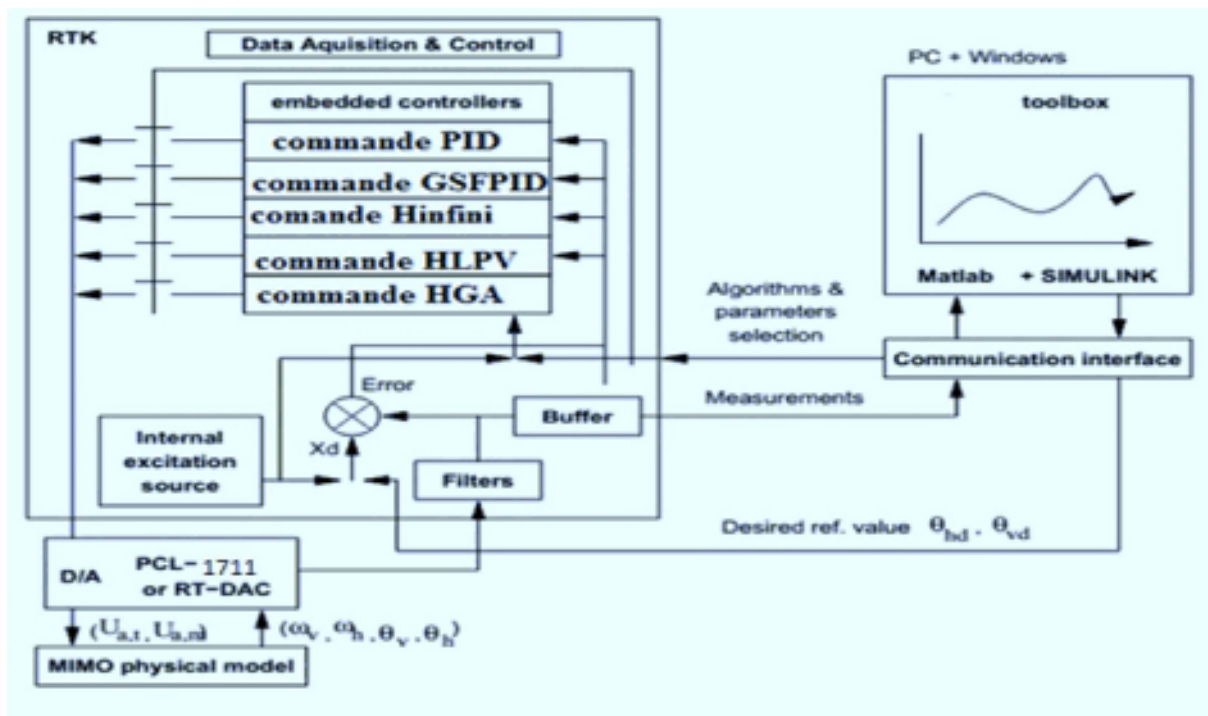 RTK
Data Aquisition & Control
embedded controllers
commande PID
commande GSFPID
comande Hinfini
commande HLPV
commande HGA
PC + Windows
toolbox
Matlab + SIMULINK
Algorithms &
parameters
selection
Communication interface
Error
Buffer
Measurements
Internal
excitation
source
Xd
Filters
Desired ref. value θhd , θvd
D/A
PCL-1711
or RT-DAC
(Ua,t , Ua,m)
(ωv , ωh , θv , θh)
MIMO physical model